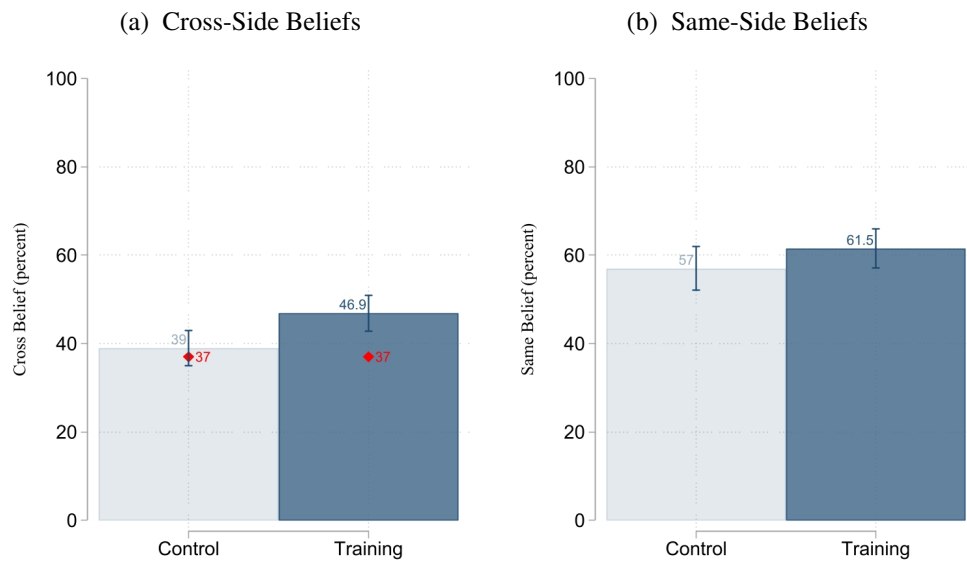 (a) Cross-Side Beliefs
Cross Belief (percent)
100
80
60
40
20
0
39
37
46.9
37
Control
Training
(b) Same-Side Beliefs
Same Belief (percent)
100
80
60
40
20
0
57
61.5
Control
Training